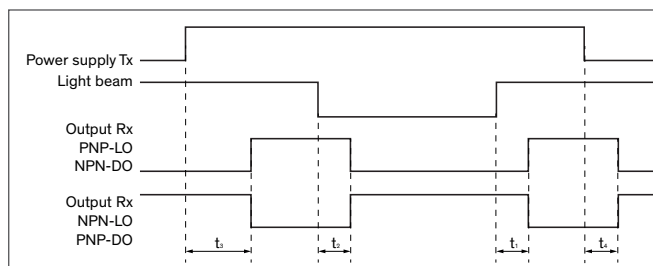 Power supply Tx
Light beam
Output Rx
PNP-LO
NPN-DO
Output Rx
NPN-LO
PNP-DO
t₃ t₂ t₁ t₄